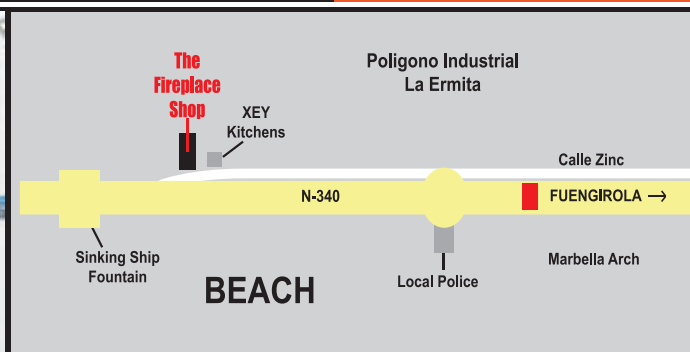 The
Fireplace
Shop
Poligono Industrial
La Ermita
XEY
Kitchens
Calle Zinc
N-340
FUENGIROLA →
Sinking Ship
Fountain
BEACH
Local Police
Marbella Arch